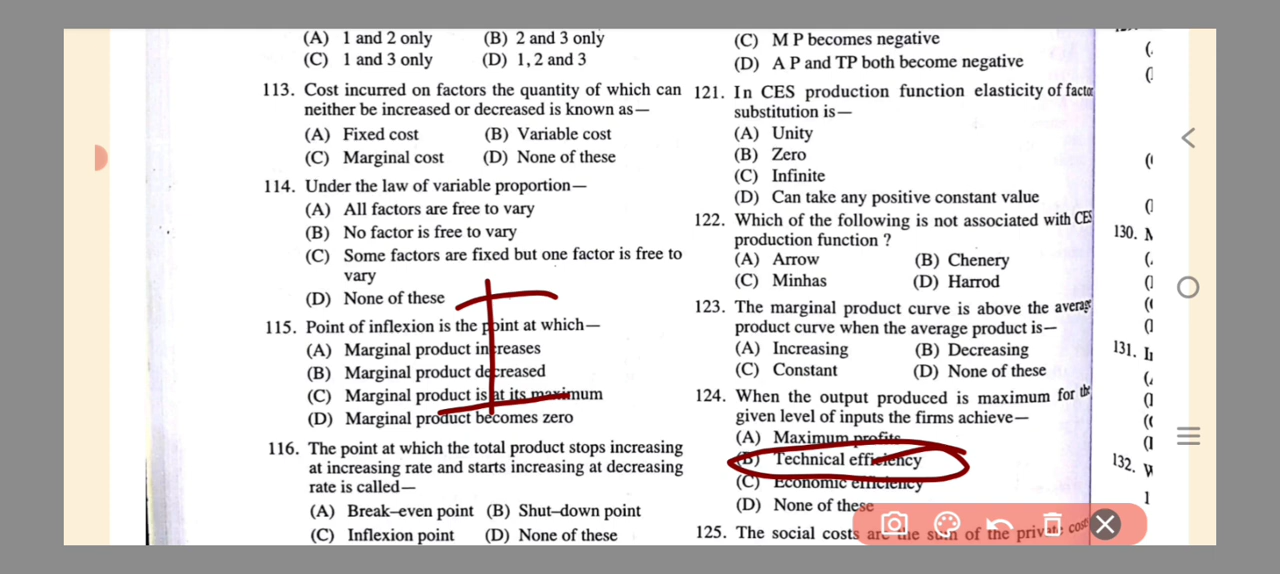 (A) 1 and 2 only (B) 2 and 3 only
(C) 1 and 3 only (D) 1, 2 and 3
113. Cost incurred on factors the quantity of which can
neither be increased or decreased is known as—
(A) Fixed cost (B) Variable cost
(C) Marginal cost (D) None of these
114. Under the law of variable proportion—
(A) All factors are free to vary
(B) No factor is free to vary
(C) Some factors are fixed but one factor is free to
vary
(D) None of these
115. Point of inflexion is the point at which—
(A) Marginal product increases
(B) Marginal product decreased
(C) Marginal product is at its maximum
(D) Marginal product becomes zero
116. The point at which the total product stops increasing
at increasing rate and starts increasing at decreasing
rate is called—
(A) Break–even point (B) Shut–down point
(C) Inflexion point (D) None of these
(C) M P becomes negative
(D) A P and TP both become negative
121. In CES production function elasticity of factor
substitution is—
(A) Unity
(B) Zero
(C) Infinite
(D) Can take any positive constant value
122. Which of the following is not associated with CES
production function ?
(A) Arrow (B) Chenery
(C) Minhas (D) Harrod
123. The marginal product curve is above the average
product curve when the average product is—
(A) Increasing (B) Decreasing
(C) Constant (D) None of these
124. When the output produced is maximum for the
given level of inputs the firms achieve—
(A) Maximum profits
(B) Technical efficiency
(C) Economic efficiency
(D) None of these
125. The social costs are the sum of the private cost
130.
131.
132.